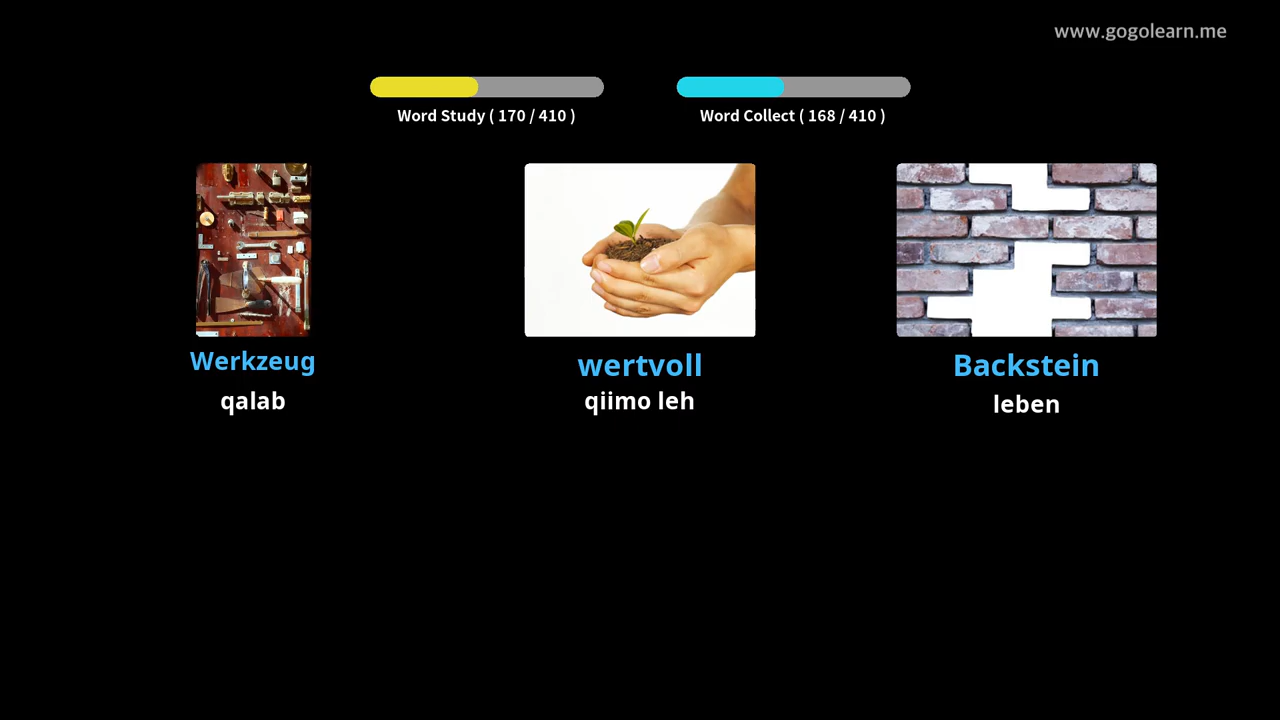 www.gogolearn.me
Word Study ( 170 / 410 )
Word Collect ( 168 / 410 )
Werkzeug
qalab
wertvoll
qiimo leh
Backstein
leben